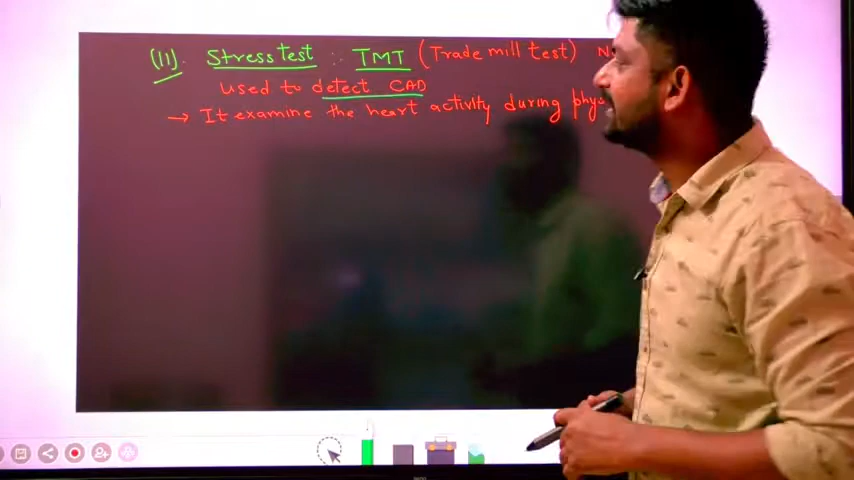 (11). Stress test :- TMT (Trade mill test)
used to detect CAD
→ It examine the heart activity during